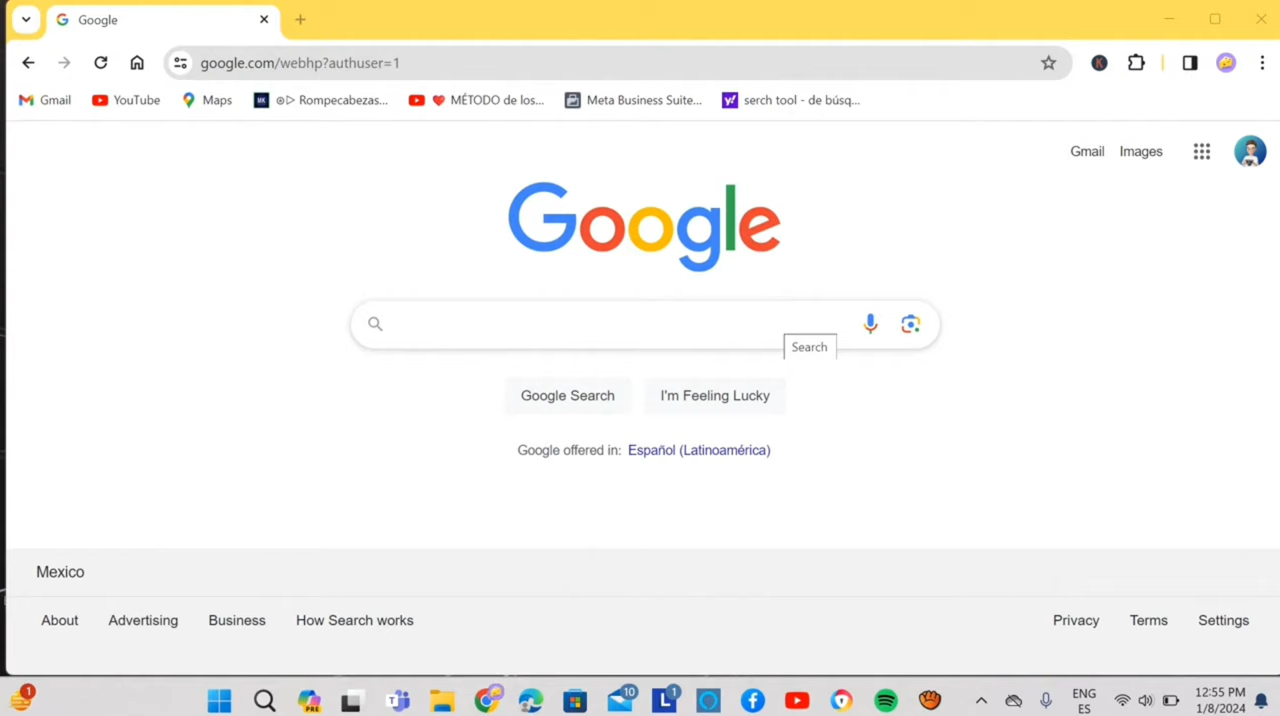 Google
google.com/webhp?authuser=1
Gmail YouTube Maps Rompecabezas... MÉTODO de los... Meta Business Suite... serch tool - de búsq...
Gmail Images
Google
Search
Google Search I'm Feeling Lucky
Google offered in: Español (Latinoamérica)
Mexico
About Advertising Business How Search works Privacy Terms Settings
1 PRE 10 L 1 ENG 12:55 PM
ES 1/8/2024